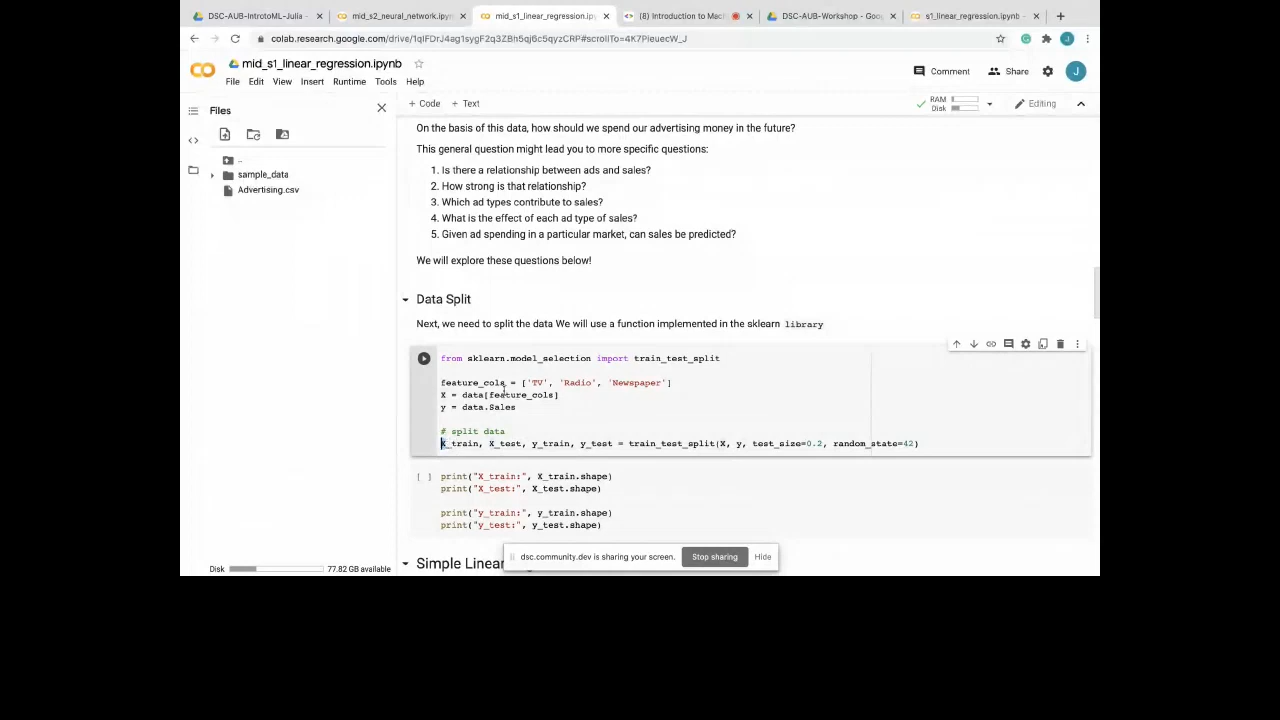 DSC-AUB-IntrotoML-Julia -
mid_s2_neural_network.ipyn
mid_s1_linear_regression.ipy
(8) Introduction to Mac
DSC-AUB-Workshop - Goo
s1_linear_regression.ipynb -
colab.research.google.com/drive/1qIFDrJ4ag1sygF2q3ZBh5qj6c5qyzCRP#scrollTo=4K7PieuecW_J
mid_s1_linear_regression.ipynb
Comment
Share
J
File Edit View Insert Runtime Tools Help
Files
+ Code + Text
RAM
Disk
Editing
..
sample_data
Advertising.csv
On the basis of this data, how should we spend our advertising money in the future?
This general question might lead you to more specific questions:
1. Is there a relationship between ads and sales?
2. How strong is that relationship?
3. Which ad types contribute to sales?
4. What is the effect of each ad type of sales?
5. Given ad spending in a particular market, can sales be predicted?
We will explore these questions below!
Data Split
Next, we need to split the data We will use a function implemented in the sklearn library
from sklearn.model_selection import train_test_split
feature_cols = ['TV', 'Radio', 'Newspaper']
X = data[feature_cols]
y = data.Sales
# split data
X_train, X_test, y_train, y_test = train_test_split(X, y, test_size=0.2, random_state=42)
[ ] print("X_train:", X_train.shape)
print("X_test:", X_test.shape)
print("y_train:", y_train.shape)
print("y_test:", y_test.shape)
dsc.community.dev is sharing your screen. Stop sharing Hide
Simple Linea
Disk 77.82 GB available